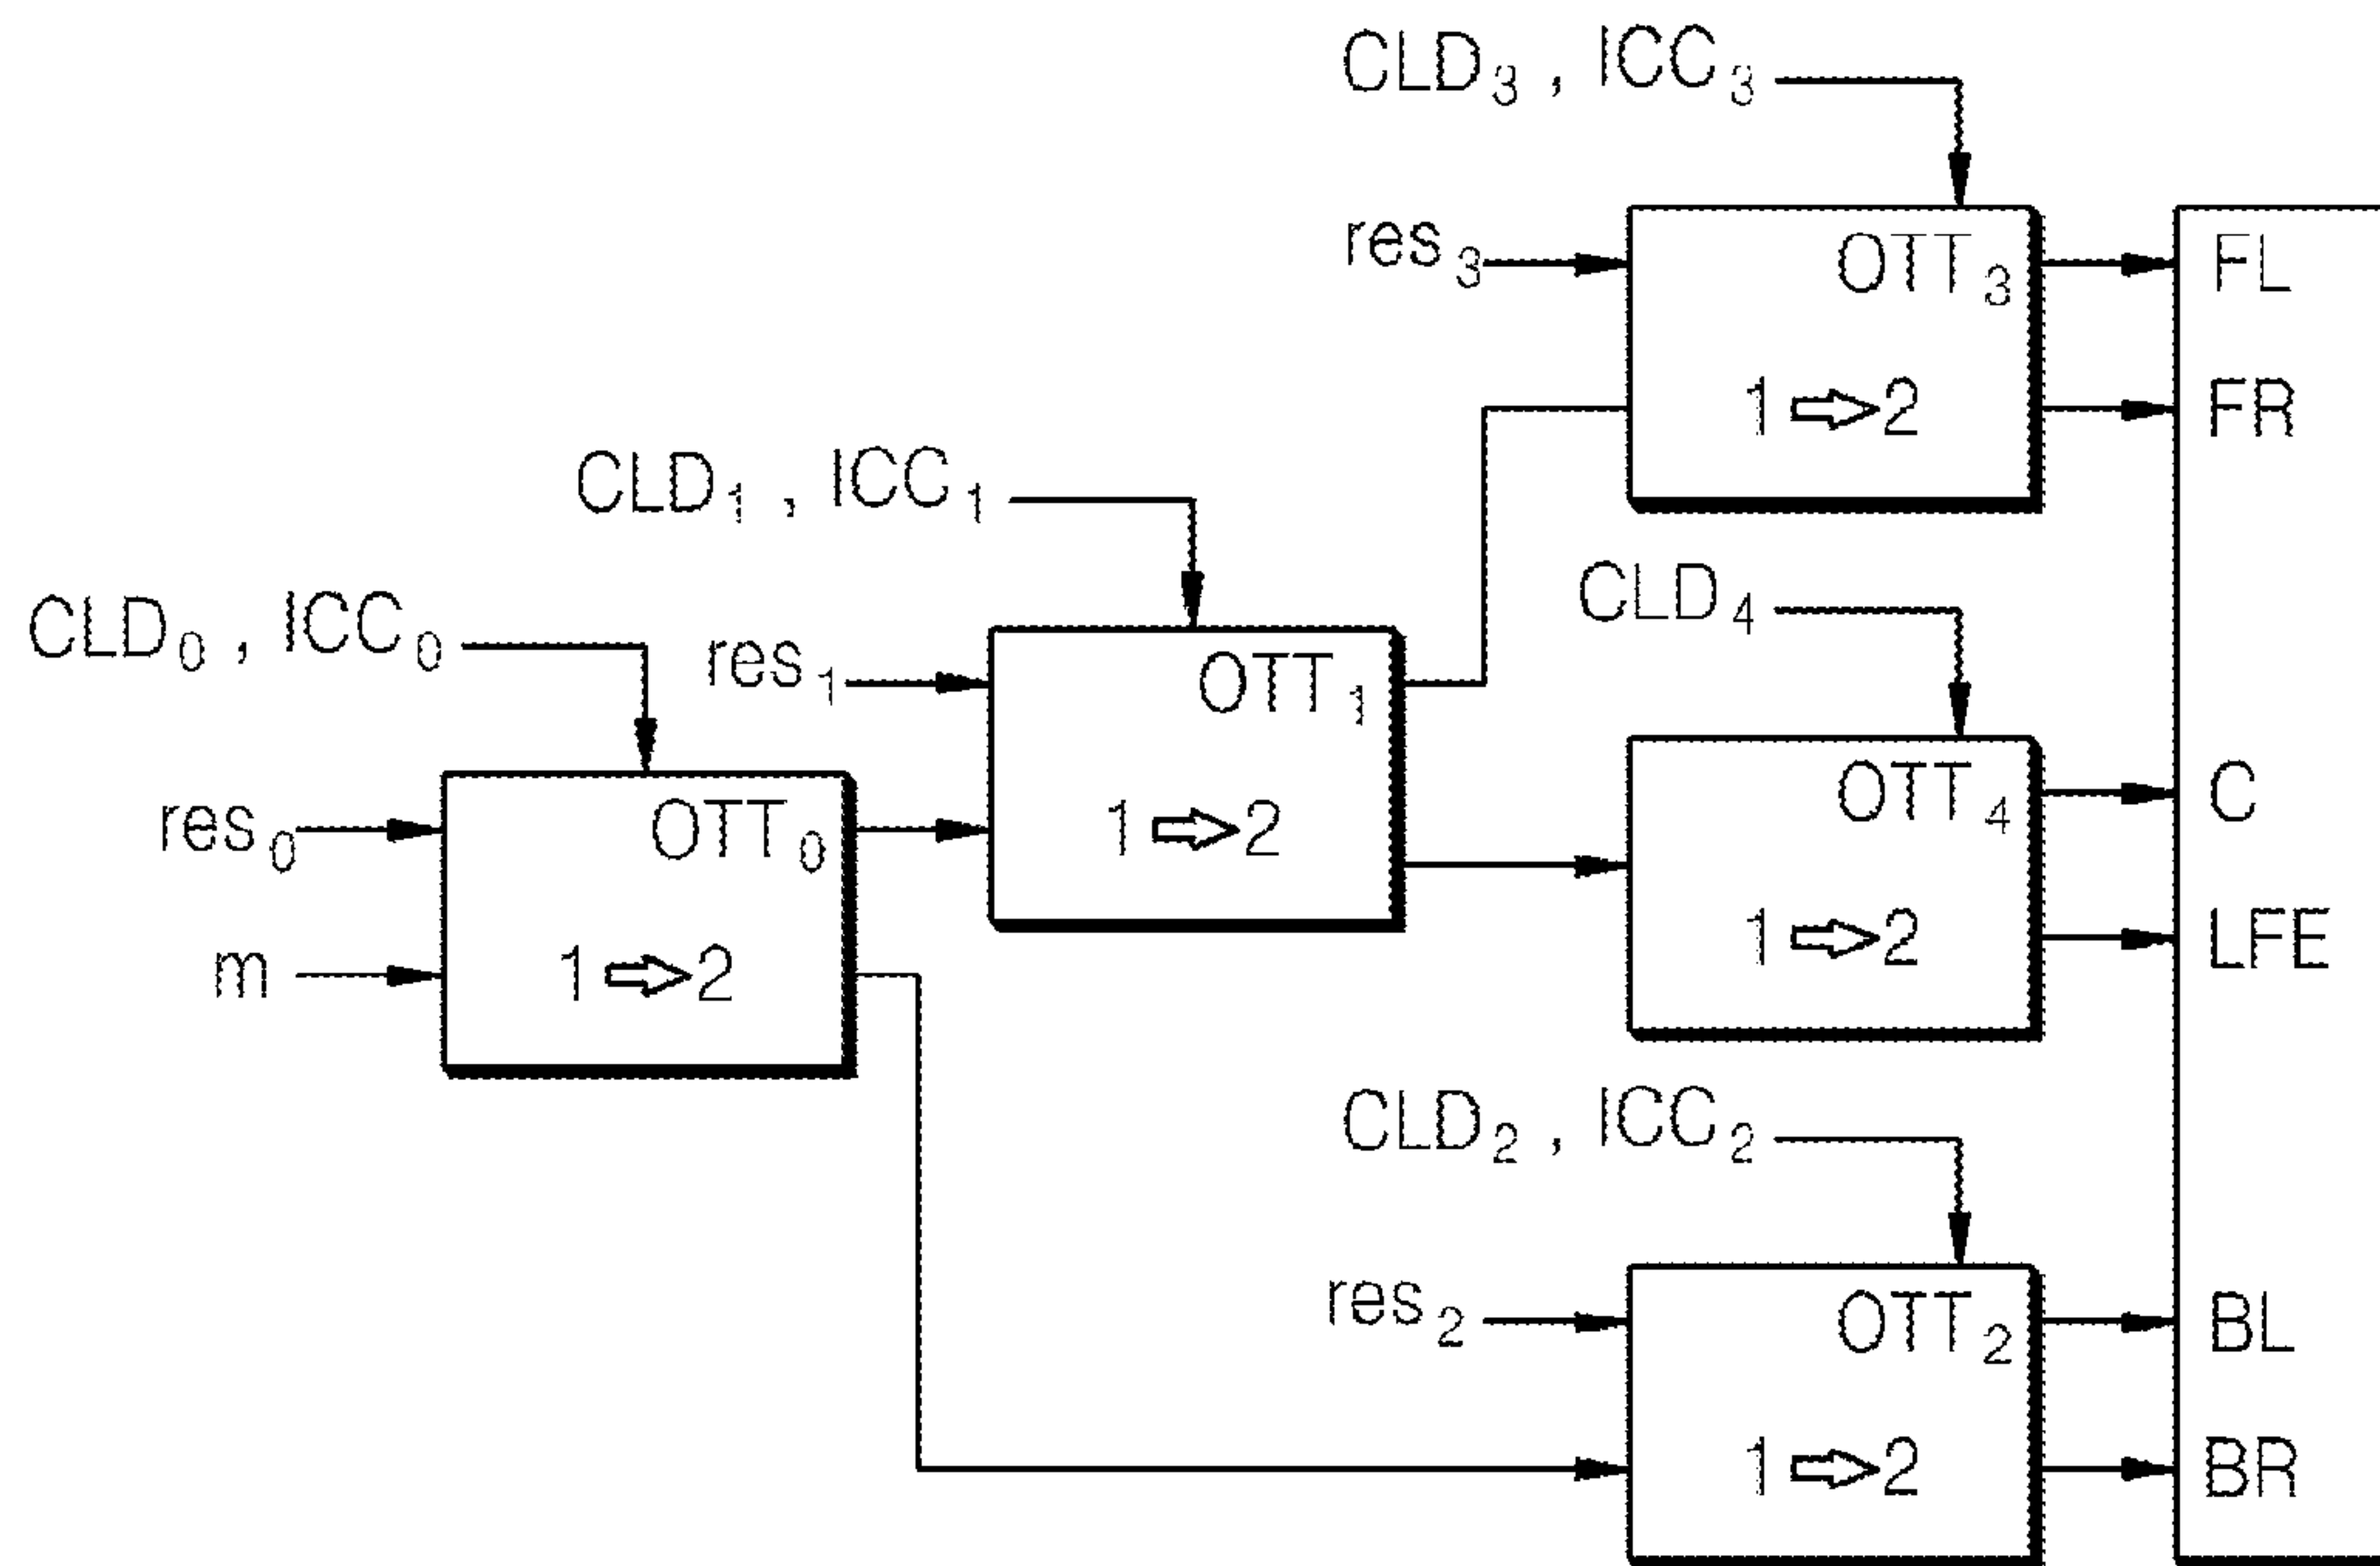 CLD₃ , ICC₃
res₃
OTT₃
FL
1⇨2
FR
CLD₁ , ICC₁
CLD₄
CLD₀ , ICC₀
res₁
OTT₁
OTT₄
C
res₀
OTT₀
1⇨2
1⇨2
LFE
m
1⇨2
CLD₂ , ICC₂
res₂
OTT₂
BL
1⇨2
BR